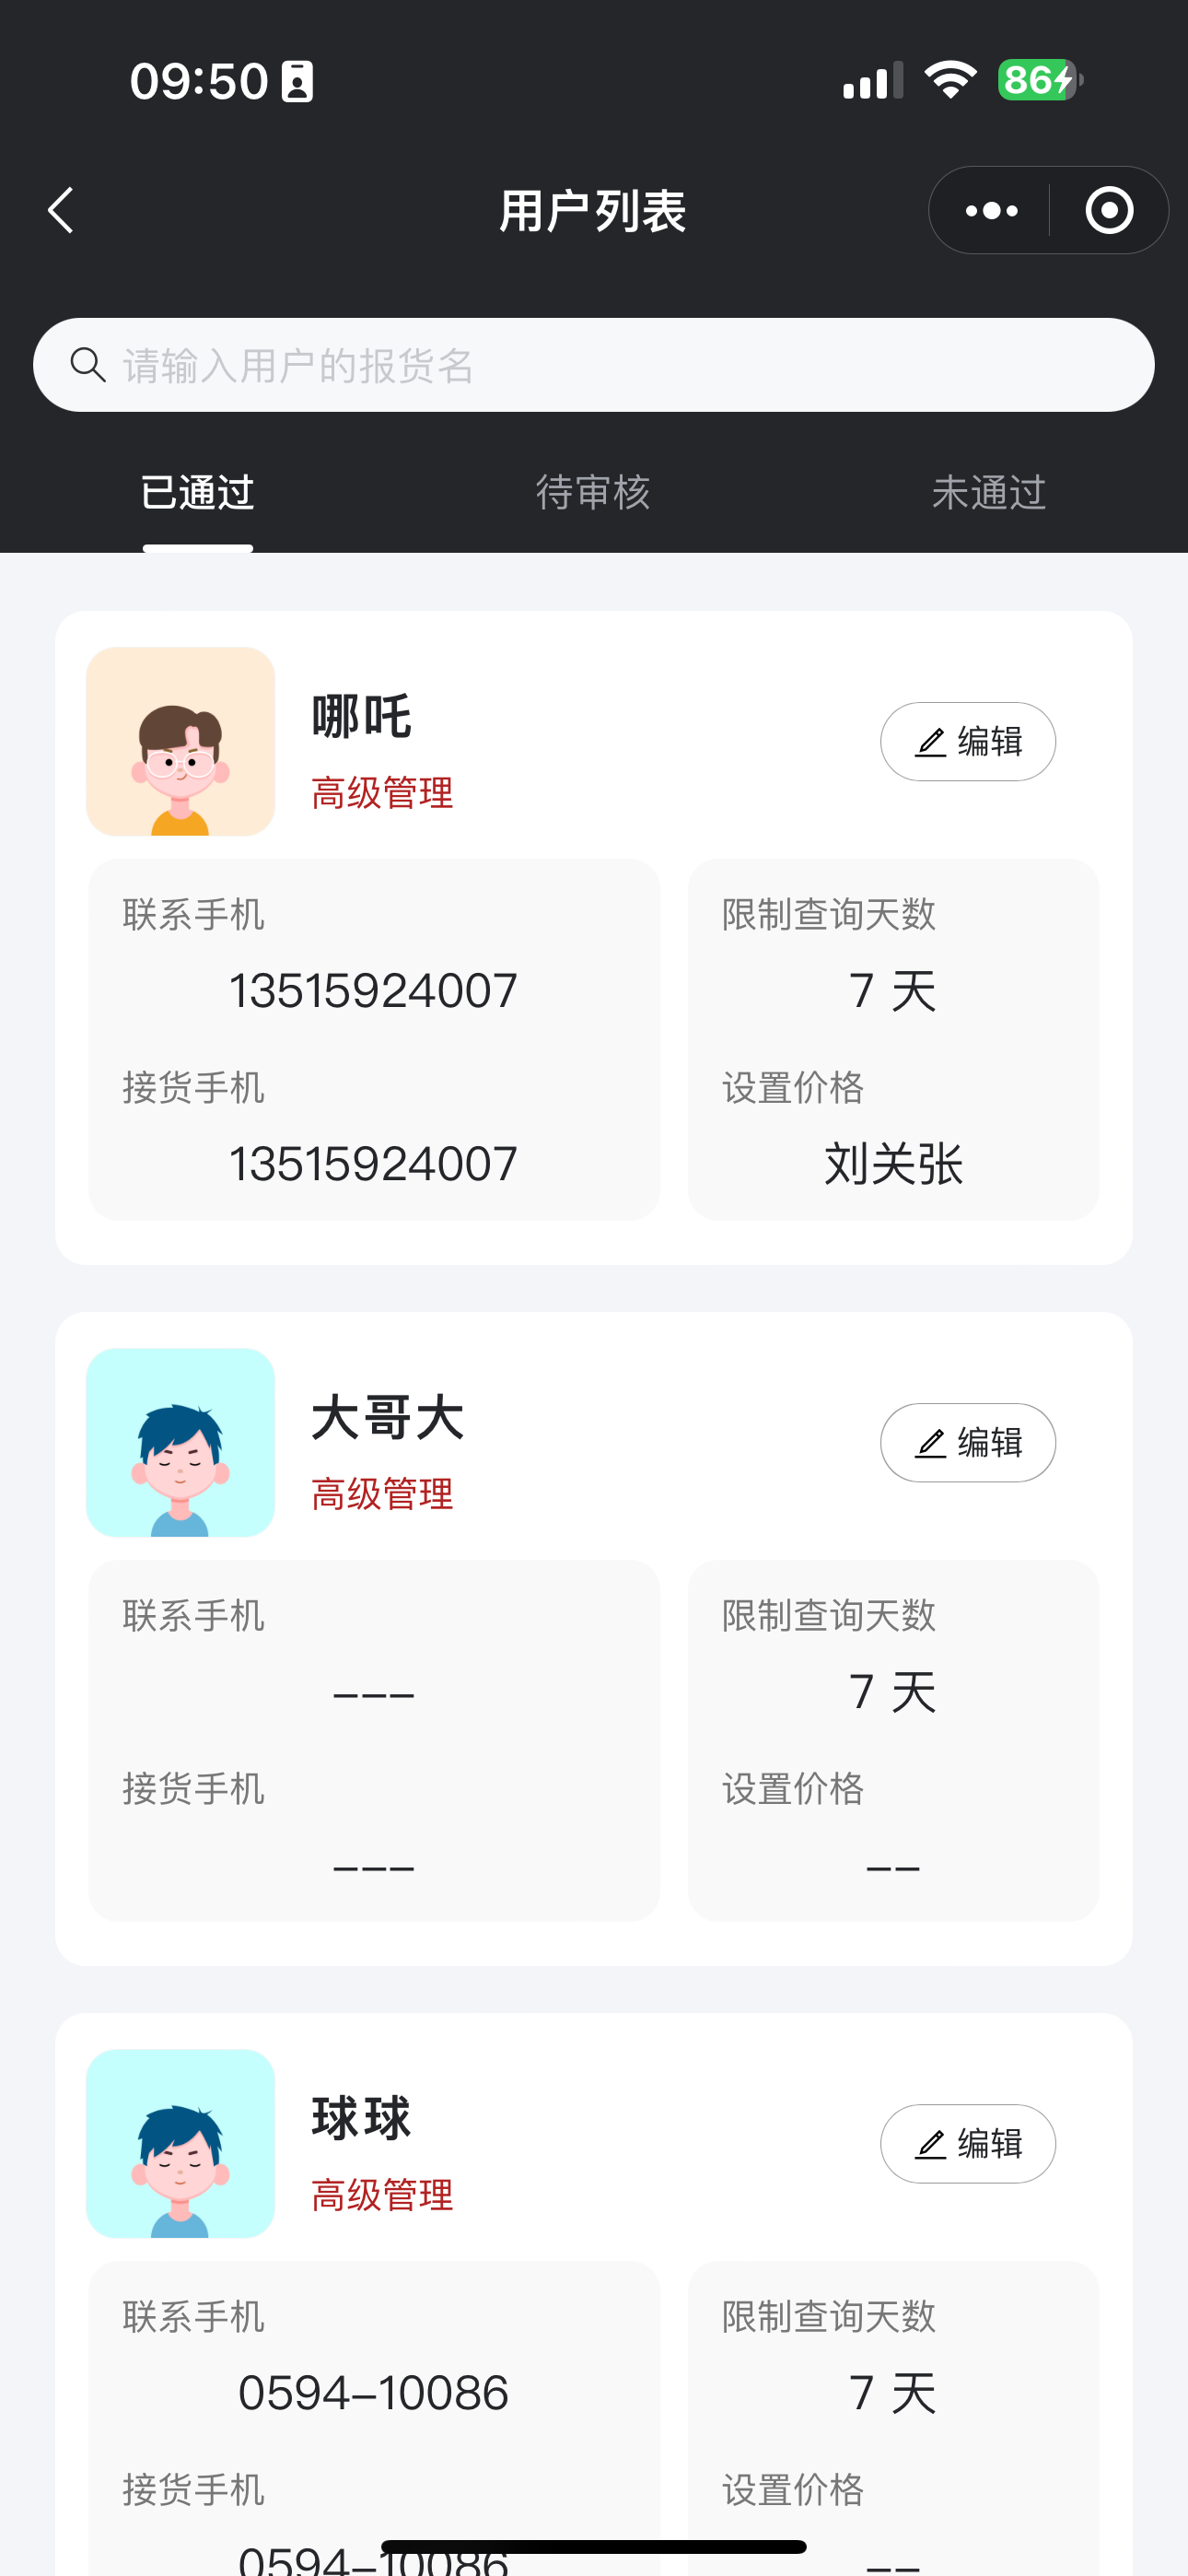 09:50
86
用户列表
请输入用户的报货名
已通过 待审核 未通过
哪吒
高级管理
编辑
联系手机
13515924007
接货手机
13515924007
限制查询天数
7 天
设置价格
刘关张
大哥大
高级管理
编辑
联系手机
---
接货手机
---
限制查询天数
7 天
设置价格
--
球球
高级管理
编辑
联系手机
0594-10086
接货手机
0594-10086
限制查询天数
7 天
设置价格
--